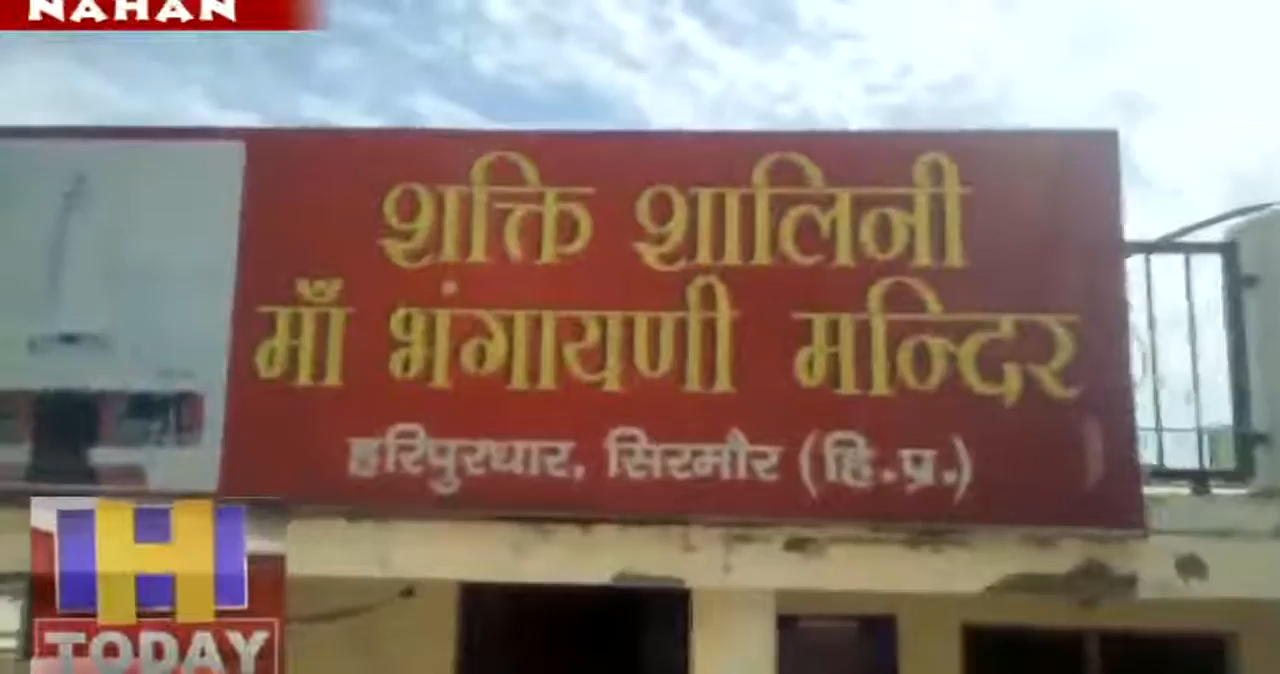 NAHAN
शक्ति शालिनी
माँ भंगायणी मन्दिर
हरिपुरधार, सिरमौर (हि.प्र.)
H
TODAY